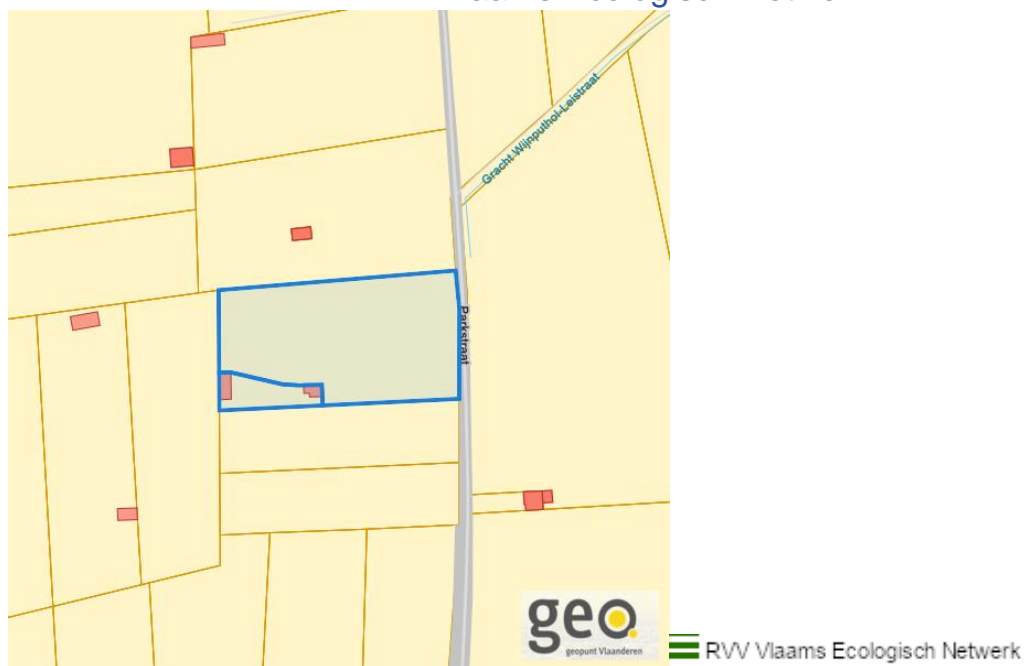 Gracht Wijnputhol-Leistraat
Parkstraat
geo
geopunt Vlaanderen
RVV Vlaams Ecologisch Netwerk